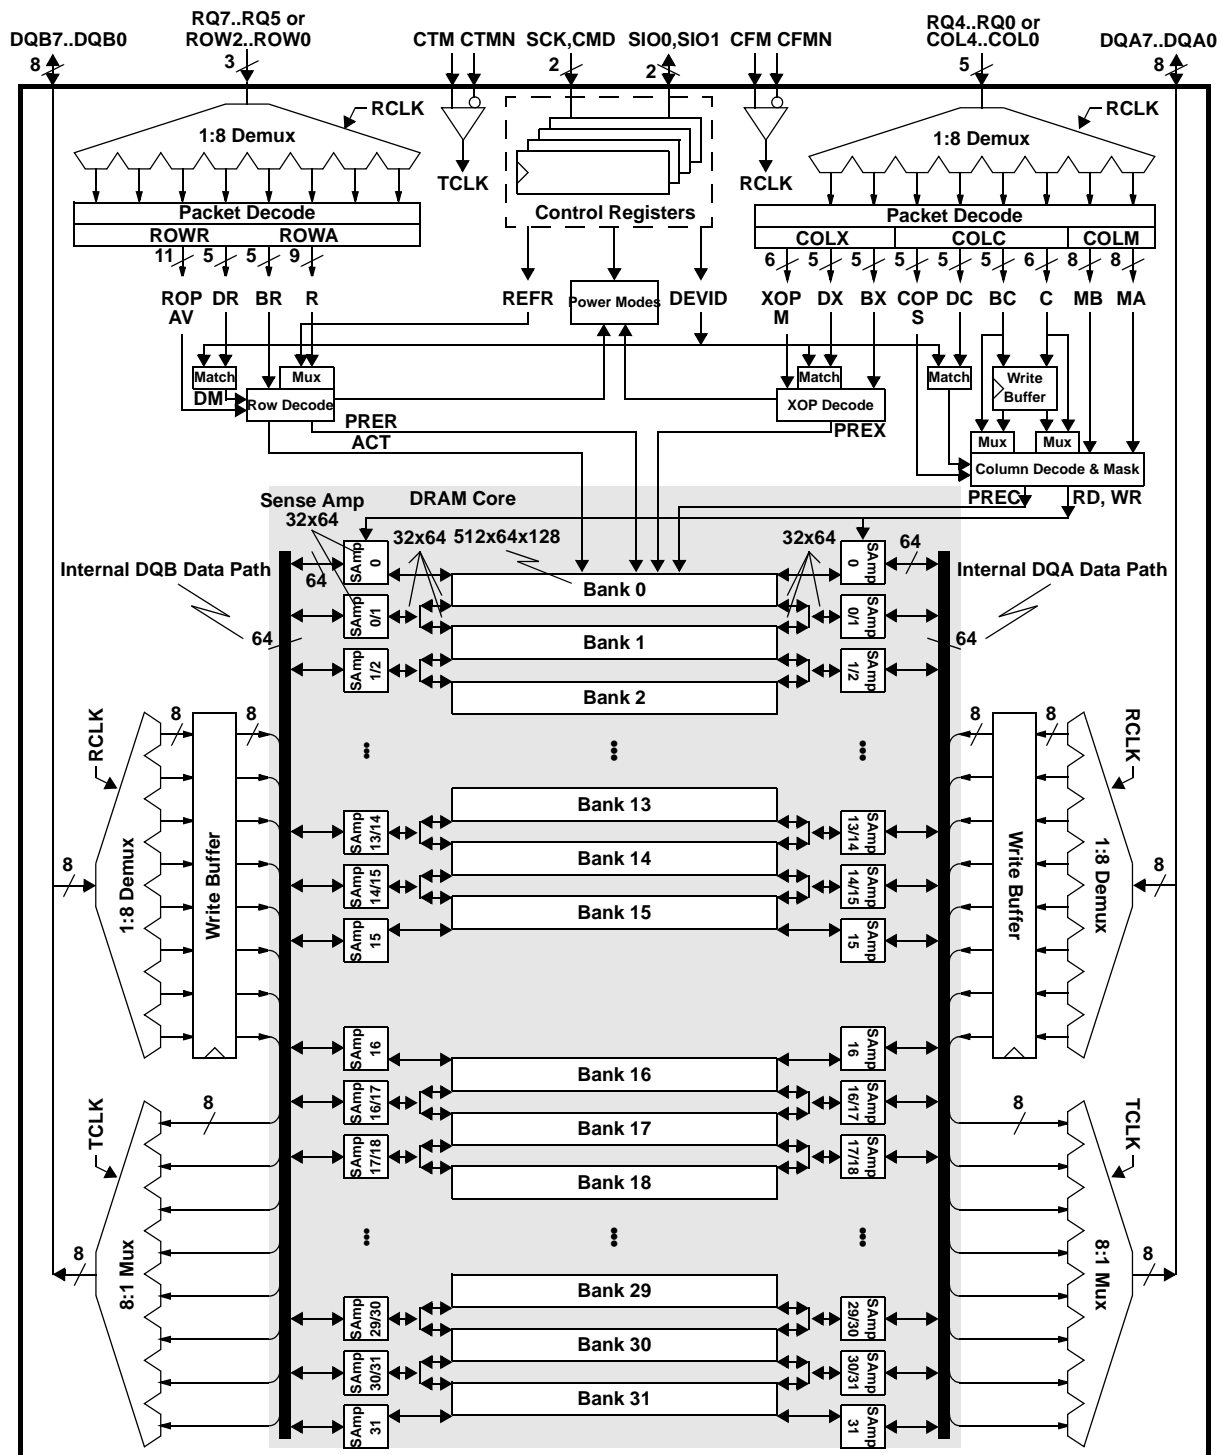 RQ7..RQ5 or
RQ4..RQ0 or
DQB7..DQB0
ROW2..ROW0
CTM CTMN
SCK,CMD
SIO0,SIO1
CFM CFMN
COL4..COL0
DQA7..DQA0
8
3
2
2
5
8
RCLK
RCLK
1:8 Demux
1:8 Demux
TCLK
RCLK
Packet Decode
Control Registers
Packet Decode
ROWR
ROWA
COLX
COLC
COLM
11
5
5
9
6
5
5
5
5
5
6
8
8
ROP
DR
BR
R
REFR
Power Modes
DEVID
XOP
DX
BX
COP
DC
BC
C
MB
MA
AV
M
S
Match
Mux
Match
Match
Write
Buffer
DM
Row Decode
XOP Decode
PRER
PREX
Mux
Mux
ACT
Column Decode & Mask
PREC
RD, WR
Sense Amp
DRAM Core
32x64
32x64
512x64x128
32x64
SAmp
0
SAmp
0
64
64
Internal DQB Data Path
Internal DQA Data Path
Bank 0
SAmp
0/1
SAmp
0/1
64
Bank 1
64
SAmp
1/2
SAmp
1/2
Bank 2
8
8
8
8
RCLK
RCLK
Bank 13
SAmp
13/14
SAmp
13/14
Bank 14
8
1:8 Demux
Write Buffer
SAmp
14/15
SAmp
14/15
Write Buffer
1:8 Demux
8
Bank 15
SAmp
15
SAmp
15
SAmp
16
SAmp
16
Bank 16
8
SAmp
16/17
SAmp
16/17
8
TCLK
TCLK
Bank 17
SAmp
17/18
SAmp
17/18
Bank 18
8
8:1 Mux
8:1 Mux
8
Bank 29
SAmp
29/30
SAmp
29/30
Bank 30
SAmp
30/31
SAmp
30/31
Bank 31
SAmp
31
SAmp
31